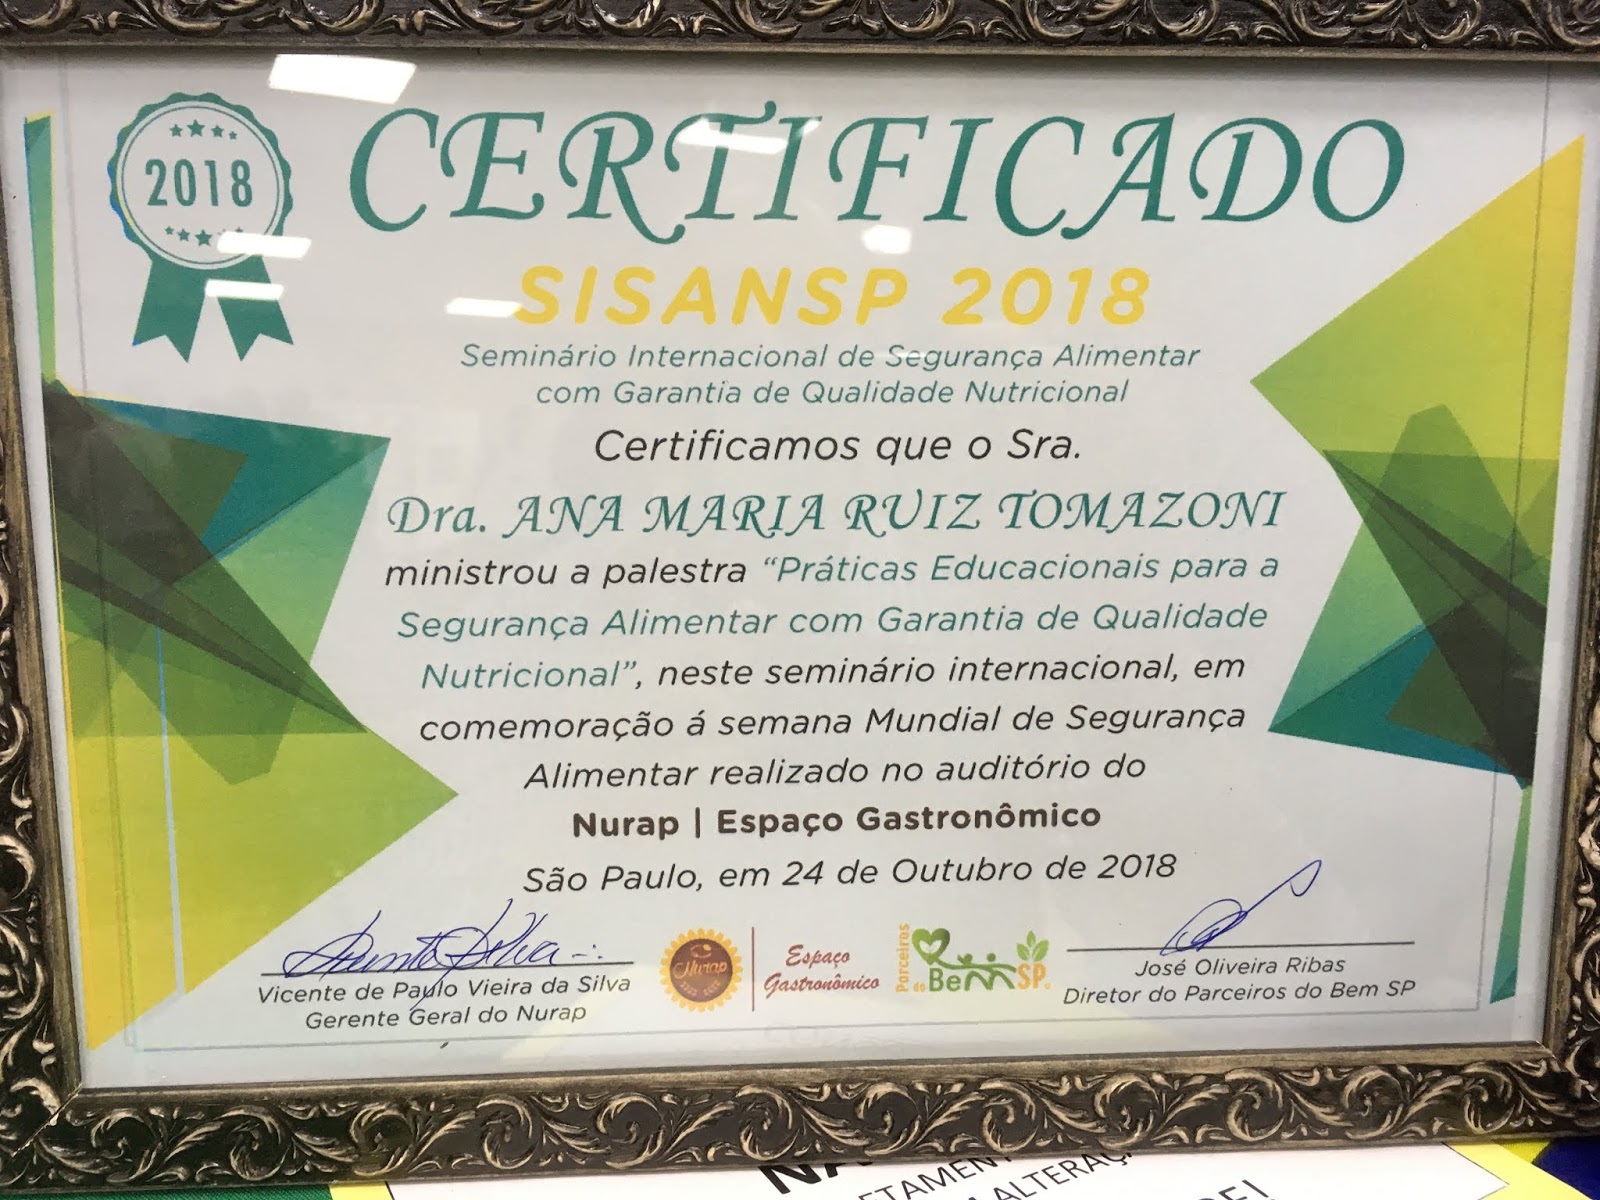 2018
CERTIFICADO
SISANSP 2018
Seminário Internacional de Segurança Alimentar
com Garantia de Qualidade Nutricional
Certificamos que o Sra.
Dra. ANA MARIA RUIZ TOMAZONI
ministrou a palestra “Práticas Educacionais para a
Segurança Alimentar com Garantia de Qualidade
Nutricional”, neste seminário internacional, em
comemoração á semana Mundial de Segurança
Alimentar realizado no auditório do
Nurap | Espaço Gastronômico
São Paulo, em 24 de Outubro de 2018
Vicente de Paulo Vieira da Silva
Gerente Geral do Nurap
Nurap
Espaço
Gastronômico
Parceiros
do Bem SP
José Oliveira Ribas
Diretor do Parceiros do Bem SP